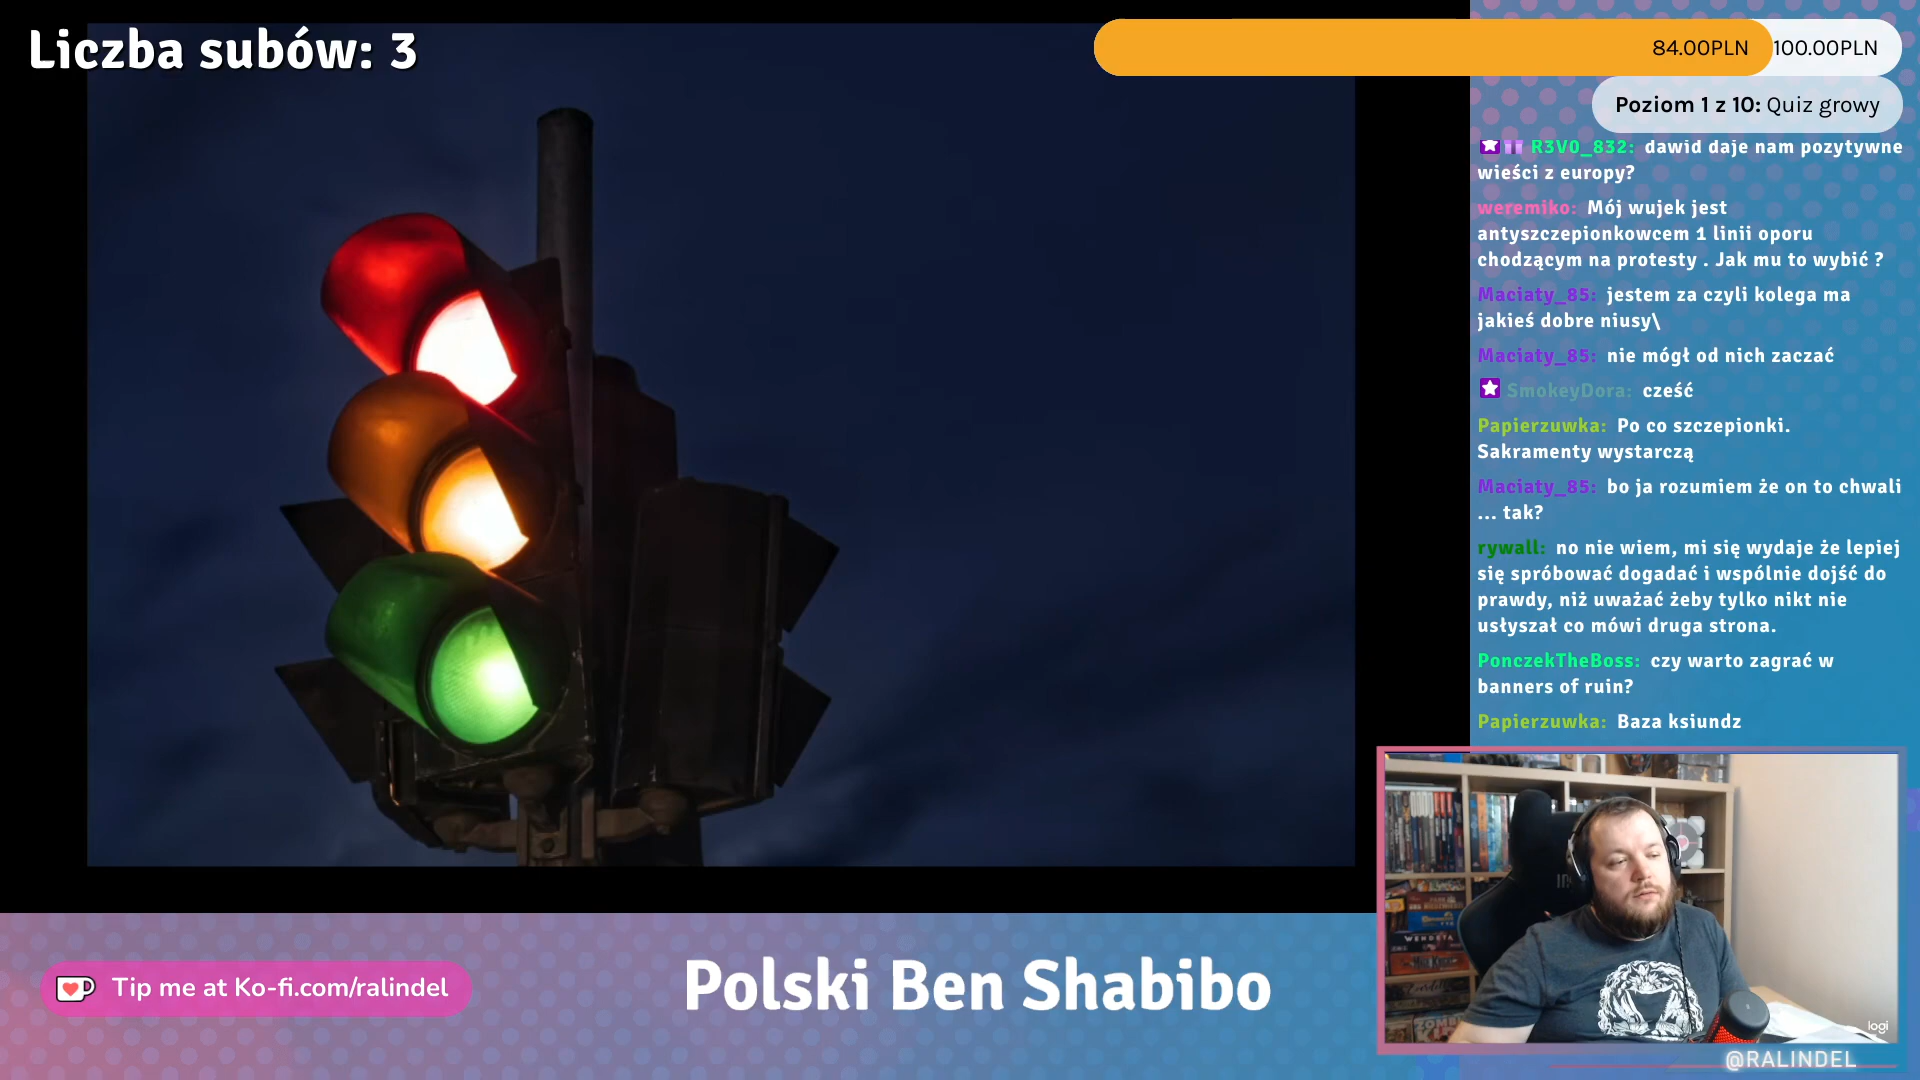 Liczba subów: 3
84.00PLN 100.00PLN
Poziom 1 z 10: Quiz growy
R3V0_832: dawid daje nam pozytywne
wieści z europy?
weremiko: Mój wujek jest
antyszczepionkowcem 1 linii oporu
chodzącym na protesty . Jak mu to wybić ?
Maciaty_85: jestem za czyli kolega ma
jakieś dobre niusy\
Maciaty_85: nie mógł od nich zaczać
SmokeyDora: cześć
Papierzuwka: Po co szczepionki.
Sakramenty wystarczą
Maciaty_85: bo ja rozumiem że on to chwali
... tak?
rywall: no nie wiem, mi się wydaje że lepiej
się spróbować dogadać i wspólnie dojść do
prawdy, niż uważać żeby tylko nikt nie
usłyszał co mówi druga strona.
PonczekTheBoss: czy warto zagrać w
banners of ruin?
Papierzuwka: Baza ksiundz
WENDETA
logi
Tip me at Ko-fi.com/ralindel
Polski Ben Shabibo
@RALINDEL